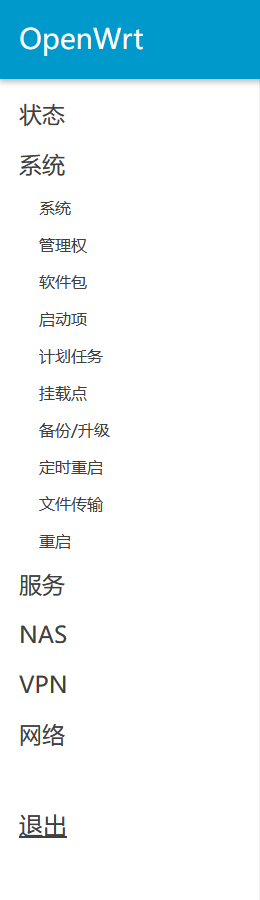 OpenWrt
状态
系统
系统
管理权
软件包
启动项
计划任务
挂载点
备份/升级
定时重启
文件传输
重启
服务
NAS
VPN
网络
退出